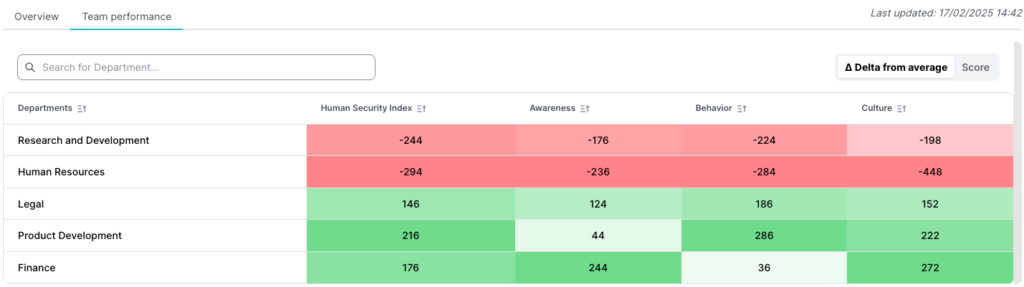 Overview Team performance Last updated: 17/02/2025 14:42
Search for Department... Δ Delta from average Score
Departments Human Security Index Awareness Behavior Culture
Research and Development -244 -176 -224 -198
Human Resources -294 -236 -284 -448
Legal 146 124 186 152
Product Development 216 44 286 222
Finance 176 244 36 272